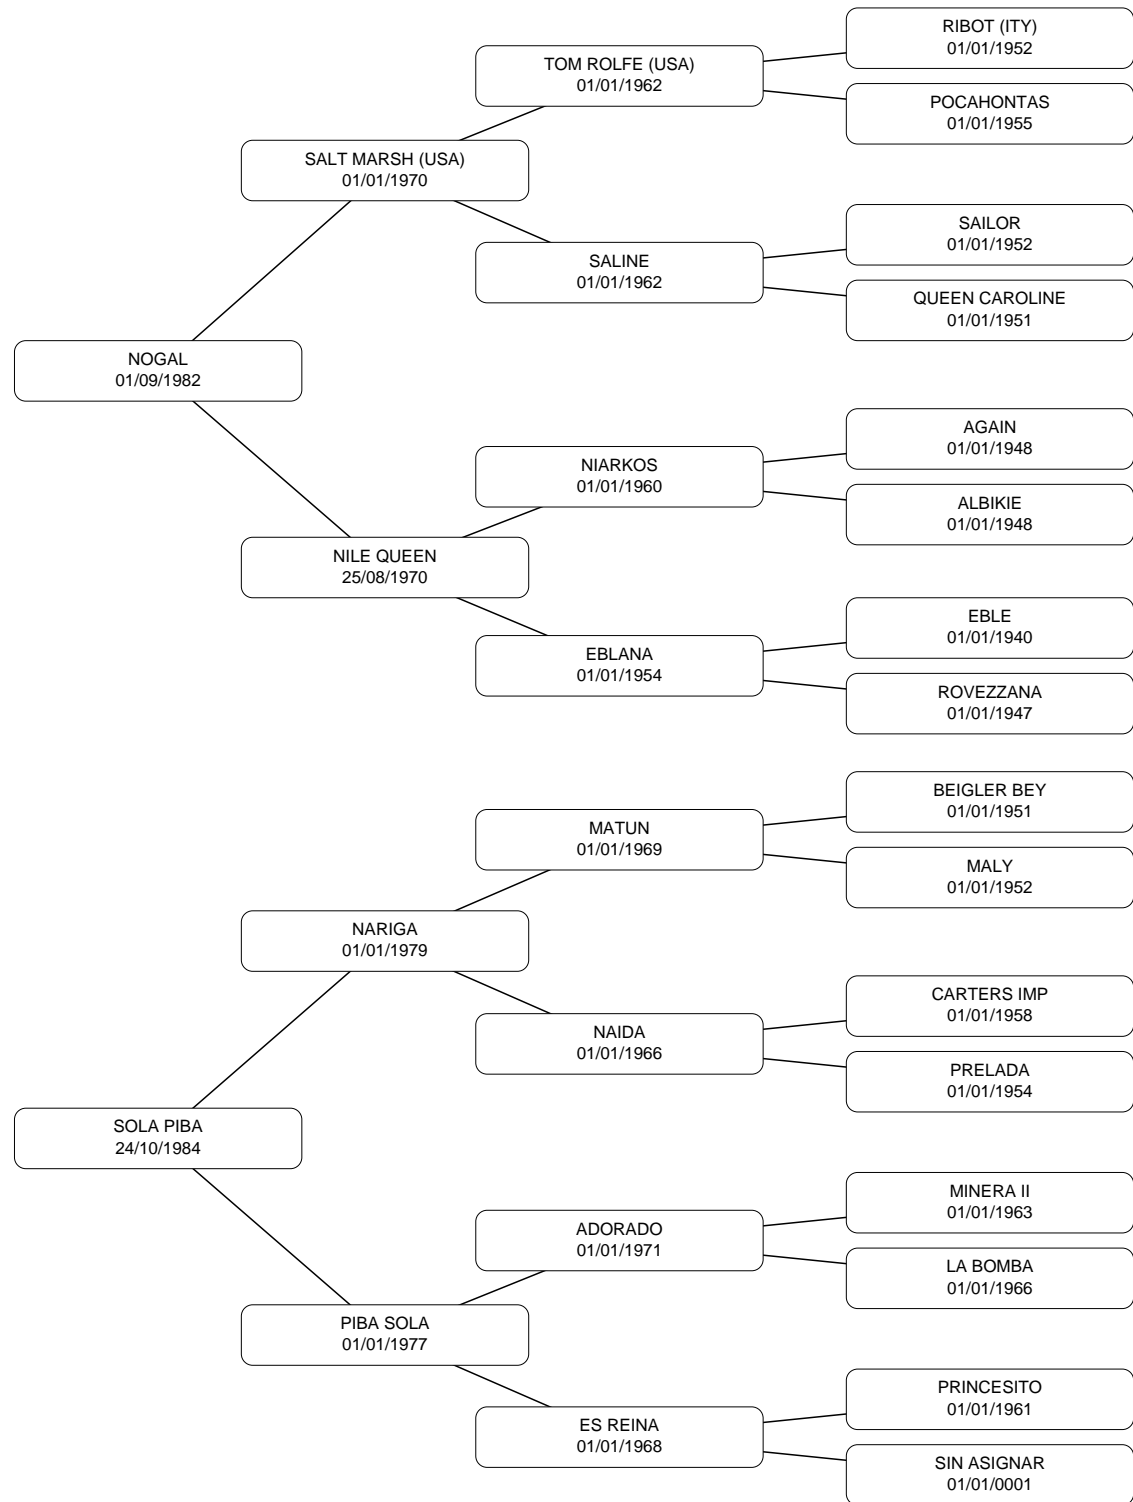 RIBOT (ITY)
01/01/1952
TOM ROLFE (USA)
01/01/1962
POCAHONTAS
01/01/1955
SALT MARSH (USA)
01/01/1970
SAILOR
01/01/1952
SALINE
01/01/1962
QUEEN CAROLINE
01/01/1951
NOGAL
01/09/1982
AGAIN
01/01/1948
NIARKOS
01/01/1960
ALBIKIE
01/01/1948
NILE QUEEN
25/08/1970
EBLE
01/01/1940
EBLANA
01/01/1954
ROVEZZANA
01/01/1947
BEIGLER BEY
01/01/1951
MATUN
01/01/1969
MALY
01/01/1952
NARIGA
01/01/1979
CARTERS IMP
01/01/1958
NAIDA
01/01/1966
PRELADA
01/01/1954
SOLA PIBA
24/10/1984
MINERA II
01/01/1963
ADORADO
01/01/1971
LA BOMBA
01/01/1966
PIBA SOLA
01/01/1977
PRINCESITO
01/01/1961
ES REINA
01/01/1968
SIN ASIGNAR
01/01/0001